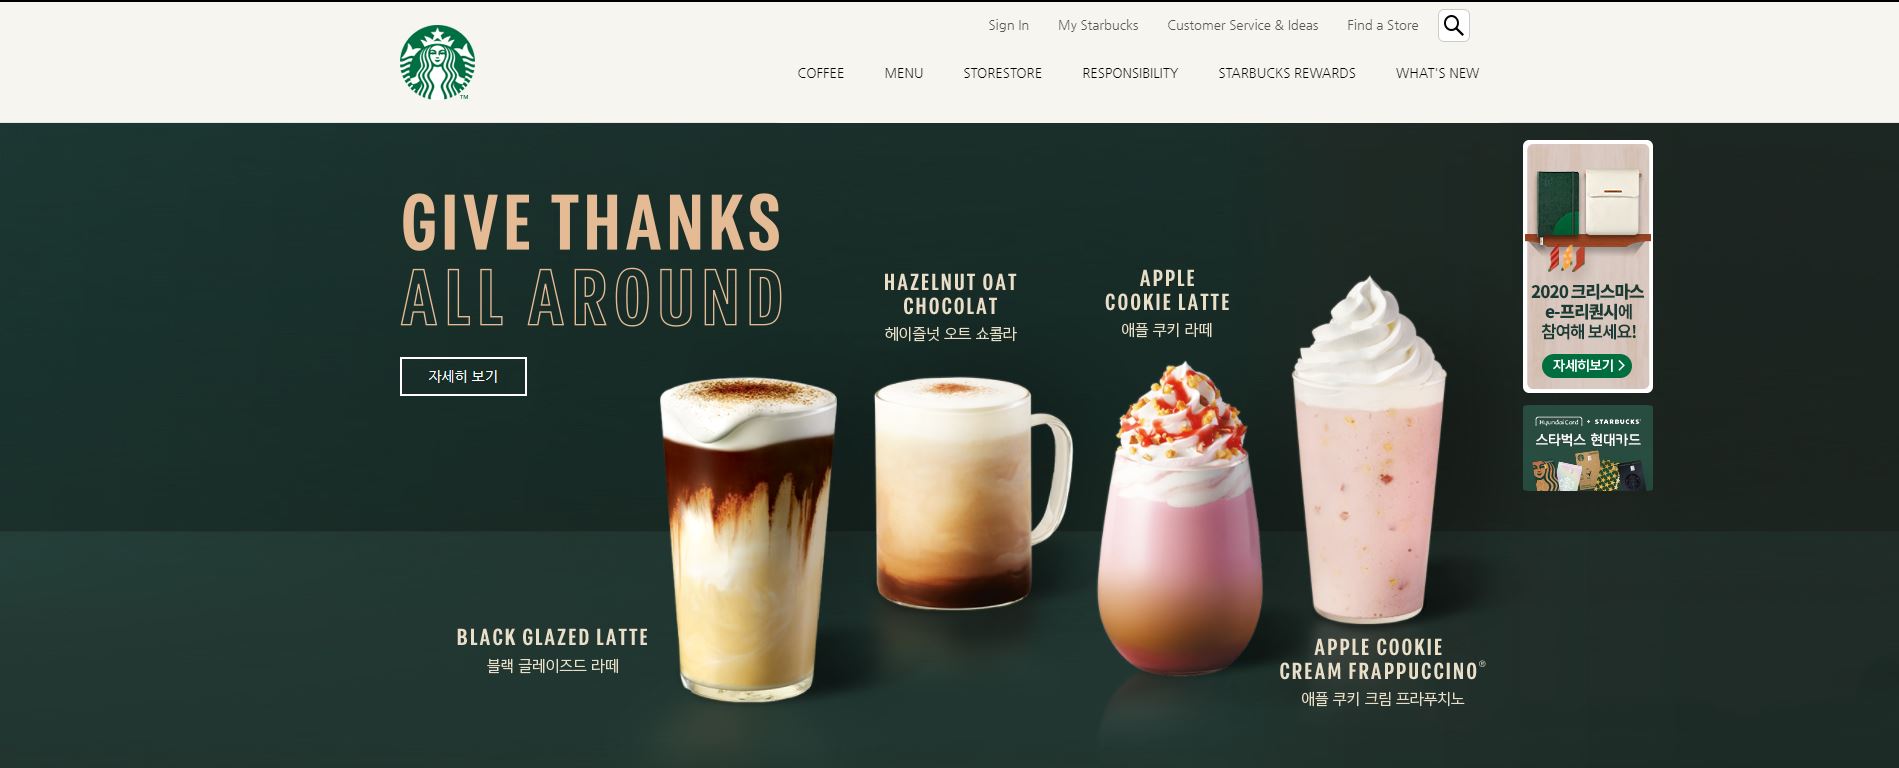 Sign In
My Starbucks
Customer Service & Ideas
Find a Store
TM
COFFEE
MENU
STORESTORE
RESPONSIBILITY
STARBUCKS REWARDS
WHAT'S NEW
GIVE THANKS
ALL AROUND
자세히 보기
HAZELNUT OAT
CHOCOLAT
헤이즐넛 오트 쇼콜라
APPLE
COOKIE LATTE
애플 쿠키 라떼
BLACK GLAZED LATTE
블랙 글레이즈드 라떼
APPLE COOKIE
CREAM FRAPPUCCINO®
애플 쿠키 크림 프라푸치노
2020 크리스마스
e-프리퀀시에
참여해 보세요!
자세히보기 >
HyundaiCard + STARBUCKS
스타벅스 현대카드